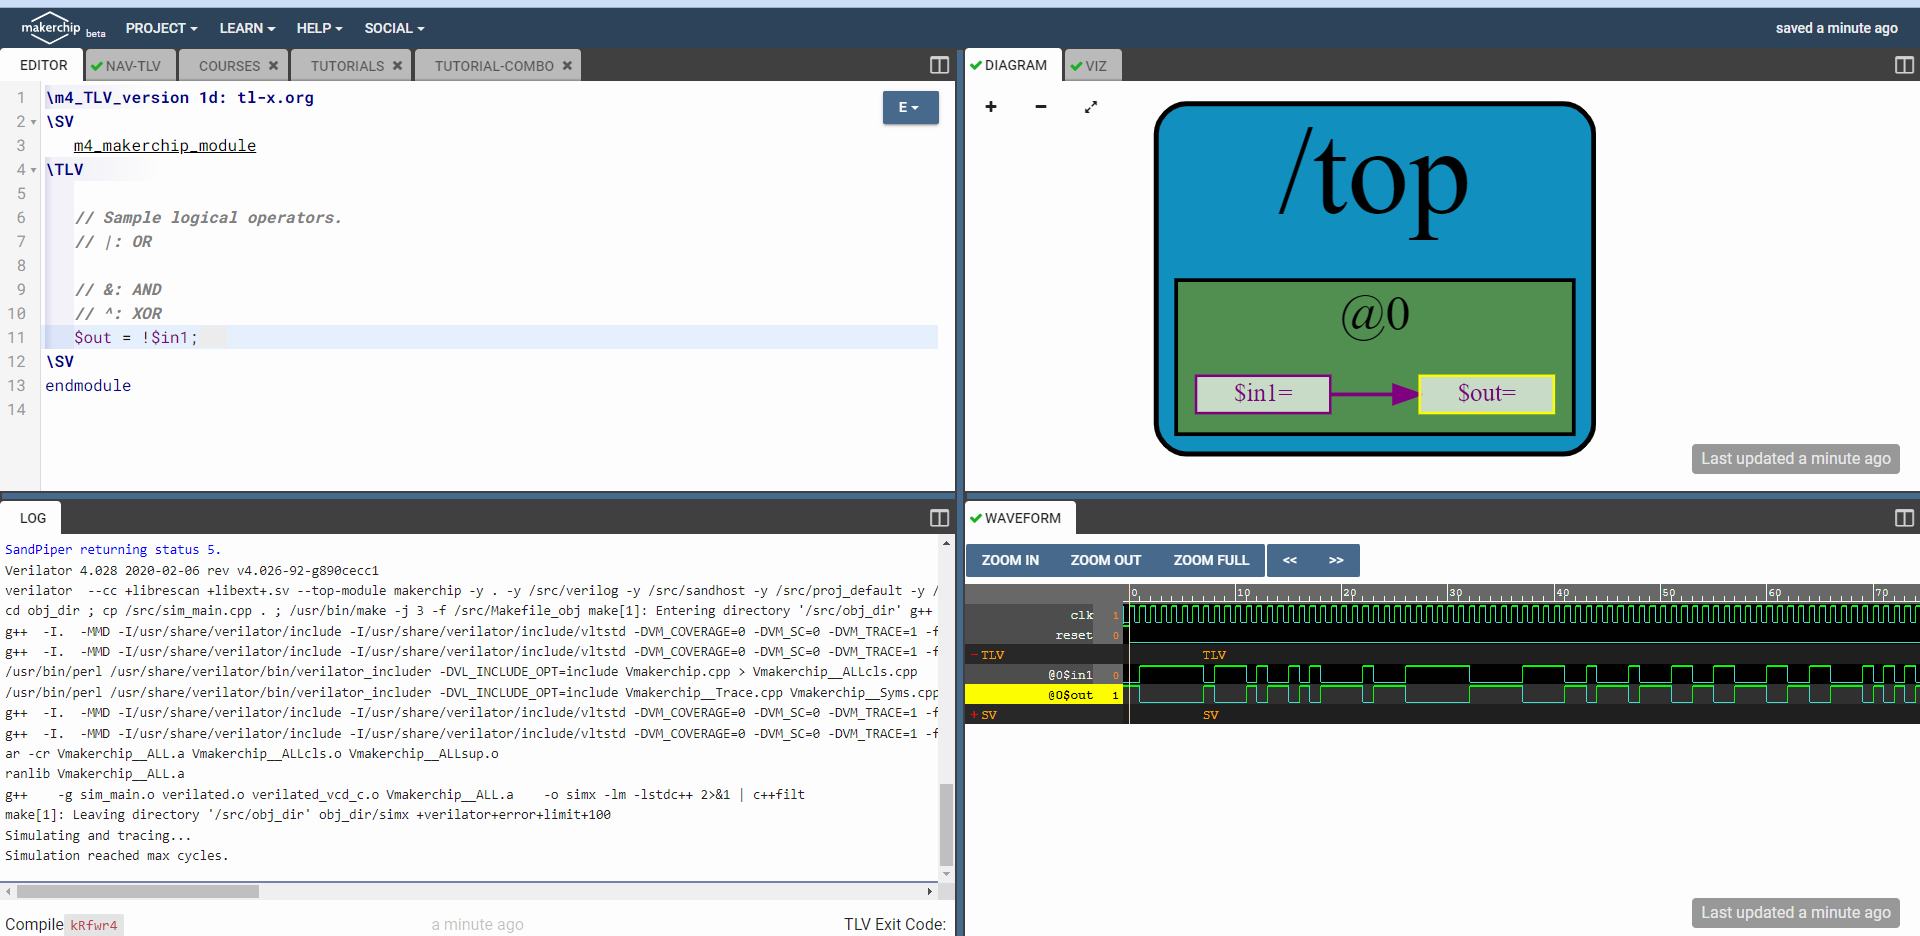 makerchip beta PROJECT LEARN HELP SOCIAL saved a minute ago
EDITOR NAV-TLV COURSES TUTORIALS TUTORIAL-COMBO
1 \m4_TLV_version 1d: tl-x.org
E
2 \SV
3 m4_makerchip_module
4 \TLV
5
6 // Sample logical operators.
7 // |: OR
8
9 // &: AND
10 // ^: XOR
11 $out = !$in1;
12 \SV
13 endmodule
14
DIAGRAM VIZ
/top
@0
$in1= $out=
Last updated a minute ago
LOG
SandPiper returning status 5.
Verilator 4.028 2020-02-06 rev v4.026-92-g890cecc1
verilator --cc +librescan +libext+.sv --top-module makerchip -y . -y /src/verilog -y /src/sandhost -y /src/proj_default -y /
cd obj_dir ; cp /src/sim_main.cpp . ; /usr/bin/make -j 3 -f /src/Makefile_obj make[1]: Entering directory '/src/obj_dir' g++
g++ -I. -MMD -I/usr/share/verilator/include -I/usr/share/verilator/include/vltstd -DVM_COVERAGE=0 -DVM_SC=0 -DVM_TRACE=1 -f
g++ -I. -MMD -I/usr/share/verilator/include -I/usr/share/verilator/include/vltstd -DVM_COVERAGE=0 -DVM_SC=0 -DVM_TRACE=1 -f
/usr/bin/perl /usr/share/verilator/bin/verilator_includer -DVL_INCLUDE_OPT=include Vmakerchip.cpp > Vmakerchip__ALLcls.cpp
/usr/bin/perl /usr/share/verilator/bin/verilator_includer -DVL_INCLUDE_OPT=include Vmakerchip__Trace.cpp Vmakerchip__Syms.cpp
g++ -I. -MMD -I/usr/share/verilator/include -I/usr/share/verilator/include/vltstd -DVM_COVERAGE=0 -DVM_SC=0 -DVM_TRACE=1 -f
g++ -I. -MMD -I/usr/share/verilator/include -I/usr/share/verilator/include/vltstd -DVM_COVERAGE=0 -DVM_SC=0 -DVM_TRACE=1 -f
ar -cr Vmakerchip__ALL.a Vmakerchip__ALLcls.o Vmakerchip__ALLsup.o
ranlib Vmakerchip__ALL.a
g++ -g sim_main.o verilated.o verilated_vcd_c.o Vmakerchip__ALL.a -o simx -lm -lstdc++ 2>&1 | c++filt
make[1]: Leaving directory '/src/obj_dir' obj_dir/simx +verilator+error+limit+100
Simulating and tracing...
Simulation reached max cycles.
Compile kRfwr4 a minute ago TLV Exit Code:
WAVEFORM
ZOOM IN ZOOM OUT ZOOM FULL << >>
0 10 20 30 40 50 60 70
clk 1
reset 0
- TLV TLV
@0$in1 0
@0$out 1
+ SV SV
Last updated a minute ago